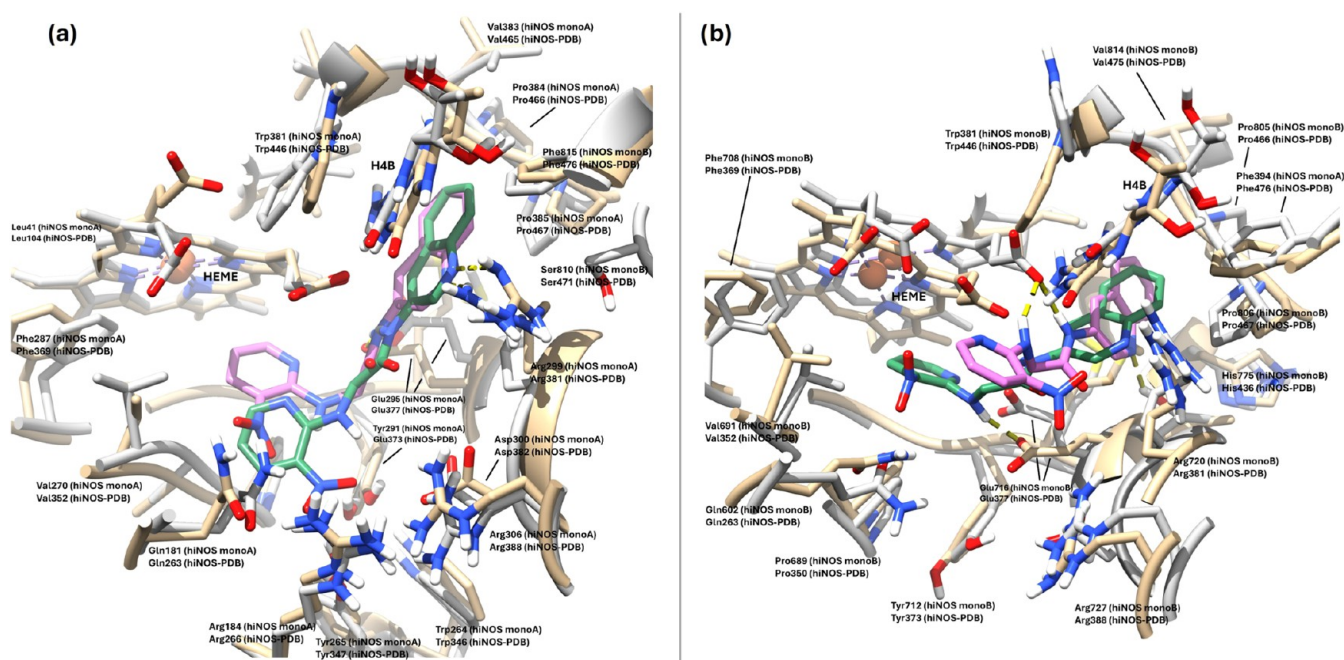 (a)
Val383 (hiNOS monoA)
Val465 (hiNOS-PDB)
Pro384 (hiNOS monoA)
Pro466 (hiNOS-PDB)
Trp381 (hiNOS monoA)
Trp446 (hiNOS-PDB)
H4B
Phe815 (hiNOS monoB)
Phe476 (hiNOS-PDB)
Leu41 (hiNOS monoA)
Leu104 (hiNOS-PDB)
Pro385 (hiNOS monoA)
Pro467 (hiNOS-PDB)
HEME
Ser810 (hiNOS monoB)
Ser471 (hiNOS-PDB)
Phe287 (hiNOS monoA)
Phe369 (hiNOS-PDB)
Arg299 (hiNOS monoA)
Arg381 (hiNOS-PDB)
Glu295 (hiNOS monoA)
Glu377 (hiNOS-PDB)
Tyr291 (hiNOS monoA)
Glu373 (hiNOS-PDB)
Asp300 (hiNOS monoA)
Asp382 (hiNOS-PDB)
Val270 (hiNOS monoA)
Val352 (hiNOS-PDB)
Gln181 (hiNOS monoA)
Gln263 (hiNOS-PDB)
Arg306 (hiNOS monoA)
Arg388 (hiNOS-PDB)
Arg184 (hiNOS monoA)
Arg266 (hiNOS-PDB)
Tyr265 (hiNOS monoA)
Tyr347 (hiNOS-PDB)
Trp264 (hiNOS monoA)
Trp346 (hiNOS-PDB)
(b)
Val814 (hiNOS monoB)
Val475 (hiNOS-PDB)
Trp381 (hiNOS monoB)
Trp446 (hiNOS-PDB)
Pro805 (hiNOS monoB)
Pro466 (hiNOS-PDB)
Phe708 (hiNOS monoB)
Phe369 (hiNOS-PDB)
H4B
Phe394 (hiNOS monoA)
Phe476 (hiNOS-PDB)
HEME
Pro806 (hiNOS monoB)
Pro467 (hiNOS-PDB)
His775 (hiNOS monoB)
His436 (hiNOS-PDB)
Val691 (hiNOS monoB)
Val352 (hiNOS-PDB)
Arg720 (hiNOS monoB)
Arg381 (hiNOS-PDB)
Glu716 (hiNOS monoB)
Glu377 (hiNOS-PDB)
Gln602 (hiNOS monoB)
Gln263 (hiNOS-PDB)
Pro689 (hiNOS monoB)
Pro350 (hiNOS-PDB)
Tyr712 (hiNOS monoB)
Tyr373 (hiNOS-PDB)
Arg727 (hiNOS monoB)
Arg388 (hiNOS-PDB)